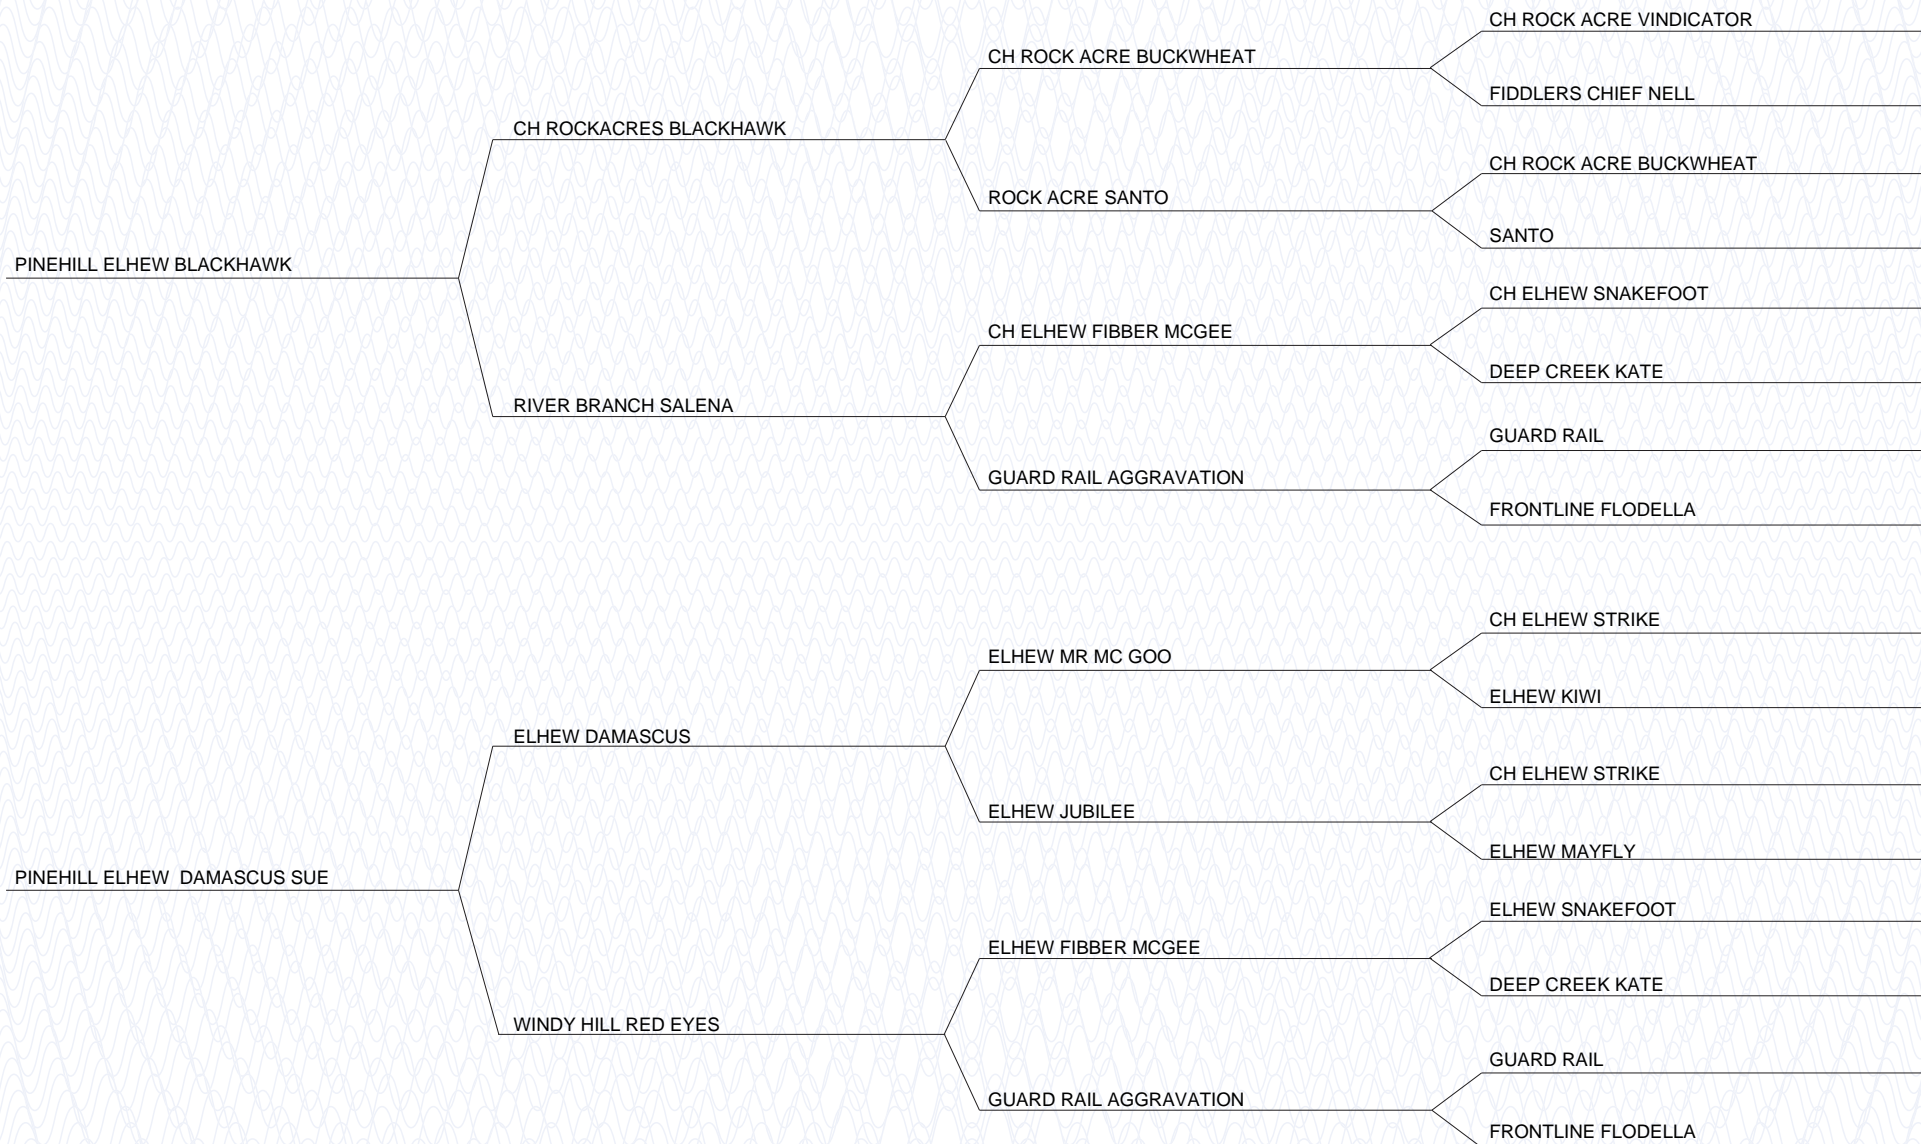 CH ROCK ACRE VINDICATOR
CH ROCK ACRE BUCKWHEAT
FIDDLERS CHIEF NELL
CH ROCKACRES BLACKHAWK
CH ROCK ACRE BUCKWHEAT
ROCK ACRE SANTO
SANTO
PINEHILL ELHEW BLACKHAWK
CH ELHEW SNAKEFOOT
CH ELHEW FIBBER MCGEE
DEEP CREEK KATE
RIVER BRANCH SALENA
GUARD RAIL
GUARD RAIL AGGRAVATION
FRONTLINE FLODELLA
CH ELHEW STRIKE
ELHEW MR MC GOO
ELHEW KIWI
ELHEW DAMASCUS
CH ELHEW STRIKE
ELHEW JUBILEE
ELHEW MAYFLY
PINEHILL ELHEW  DAMASCUS SUE
ELHEW SNAKEFOOT
ELHEW FIBBER MCGEE
DEEP CREEK KATE
WINDY HILL RED EYES
GUARD RAIL
GUARD RAIL AGGRAVATION
FRONTLINE FLODELLA